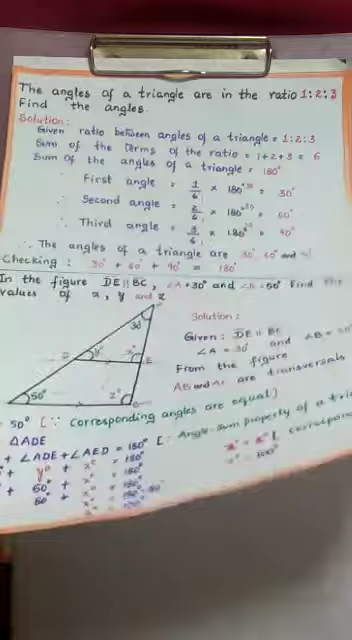 The angles of a triangle are in the ratio 1:2:3
Find the angles.
Solution:
Given ratio between angles of a triangle = 1:2:3
Sum of the terms of the ratio = 1+2+3 = 6
Sum of the angles of a triangle = 180°
∴ First angle = 1/6 × 180° = 30°
∴ Second angle = 2/6 × 180° = 60°
∴ Third angle = 3/6 × 180° = 90°
∴ The angles of a triangle are 30°, 60° and
Checking: 30° + 60° + 90° = 180°
In the figure DE || BC, ∠A = 30° and ∠B = 50° Find the
values of x, y and z
30°
D y° x° E
50° z° C
Solution:
Given: DE || BC
∠A = 30° and ∠B = 50°
From the figure
AB and AC are transversals
= 50° [∵ Corresponding angles are equal]
ΔADE
+ ∠ADE + ∠AED = 180° [∵ Angle-sum property of a
+ y° + x° = 180°
+ 50° + x° = 180°
+ x° = 180°